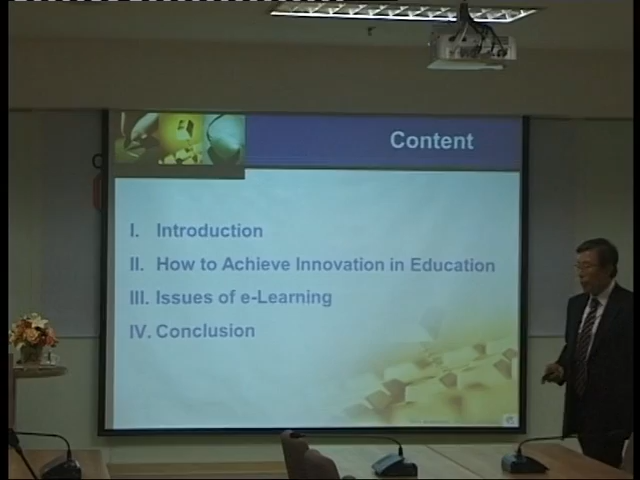 Content
I. Introduction
II. How to Achieve Innovation in Education
III. Issues of e-Learning
IV. Conclusion